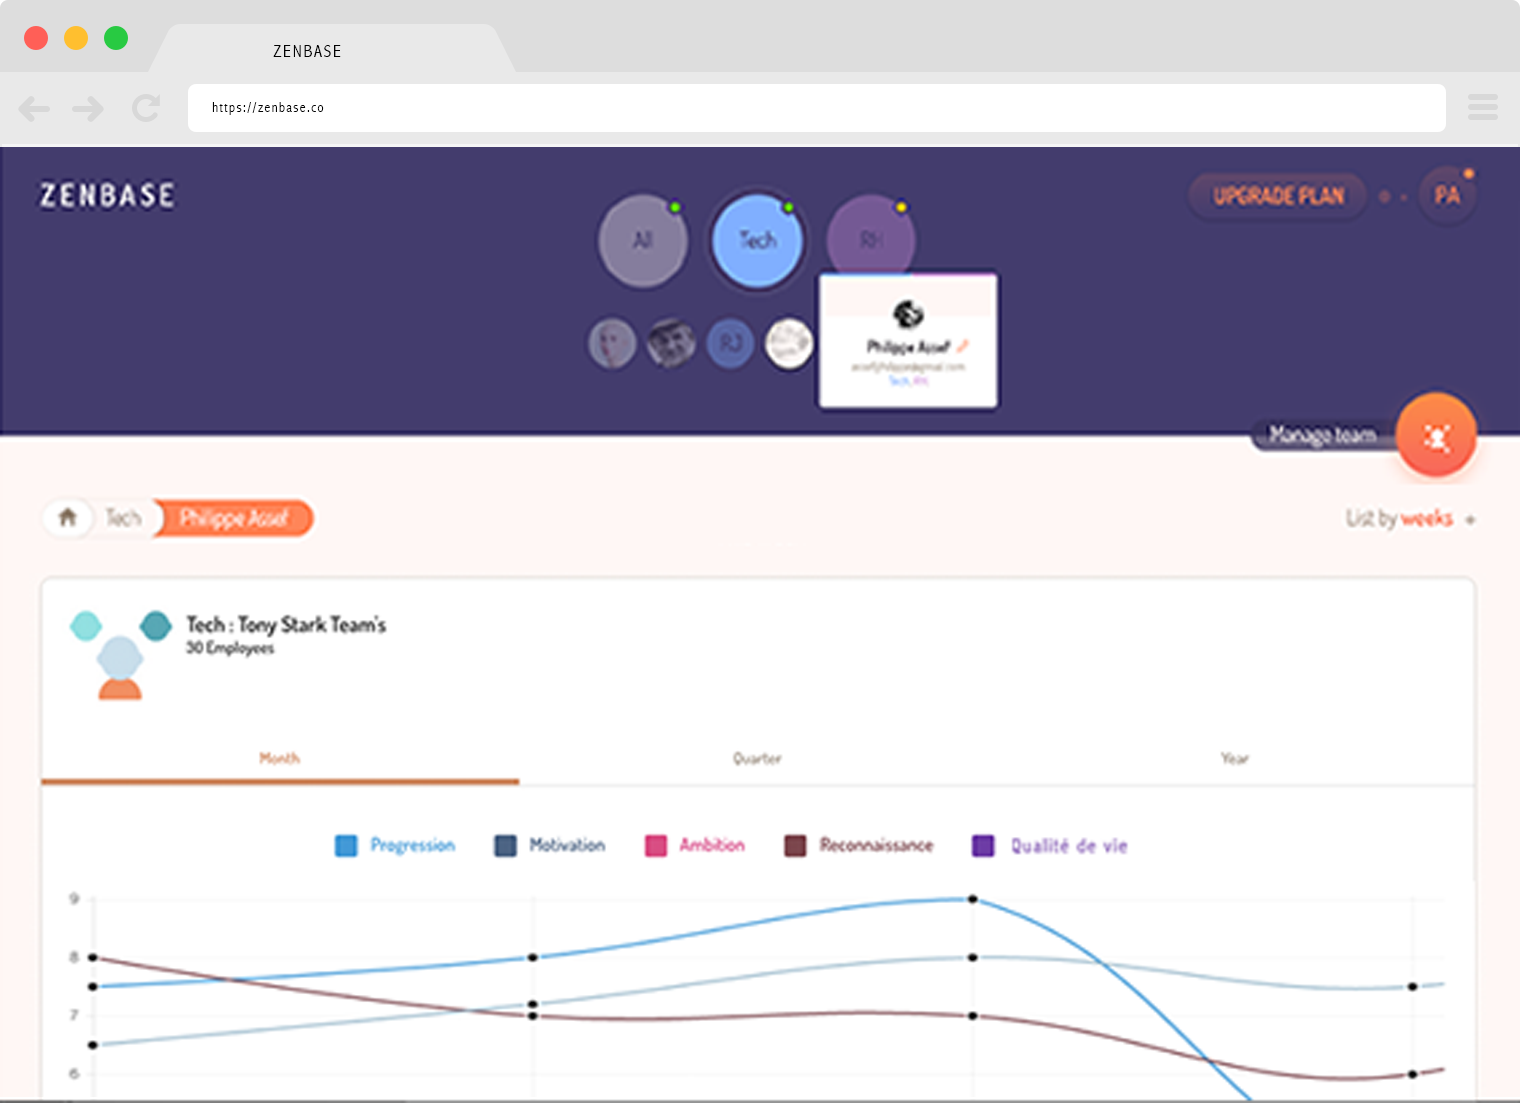 ZENBASE
https://zenbase.co
ZENBASE
UPGRADE PLAN
PA
All
Tech
RH
RJ
Philippe Assef
Tech, RH
Manage team
Tech
Philippe Assef
List by weeks
Tech : Tony Stark Team's
30 Employees
Month
Quarter
Year
Progression
Motivation
Ambition
Reconnaissance
Qualité de vie
9
8
7
6